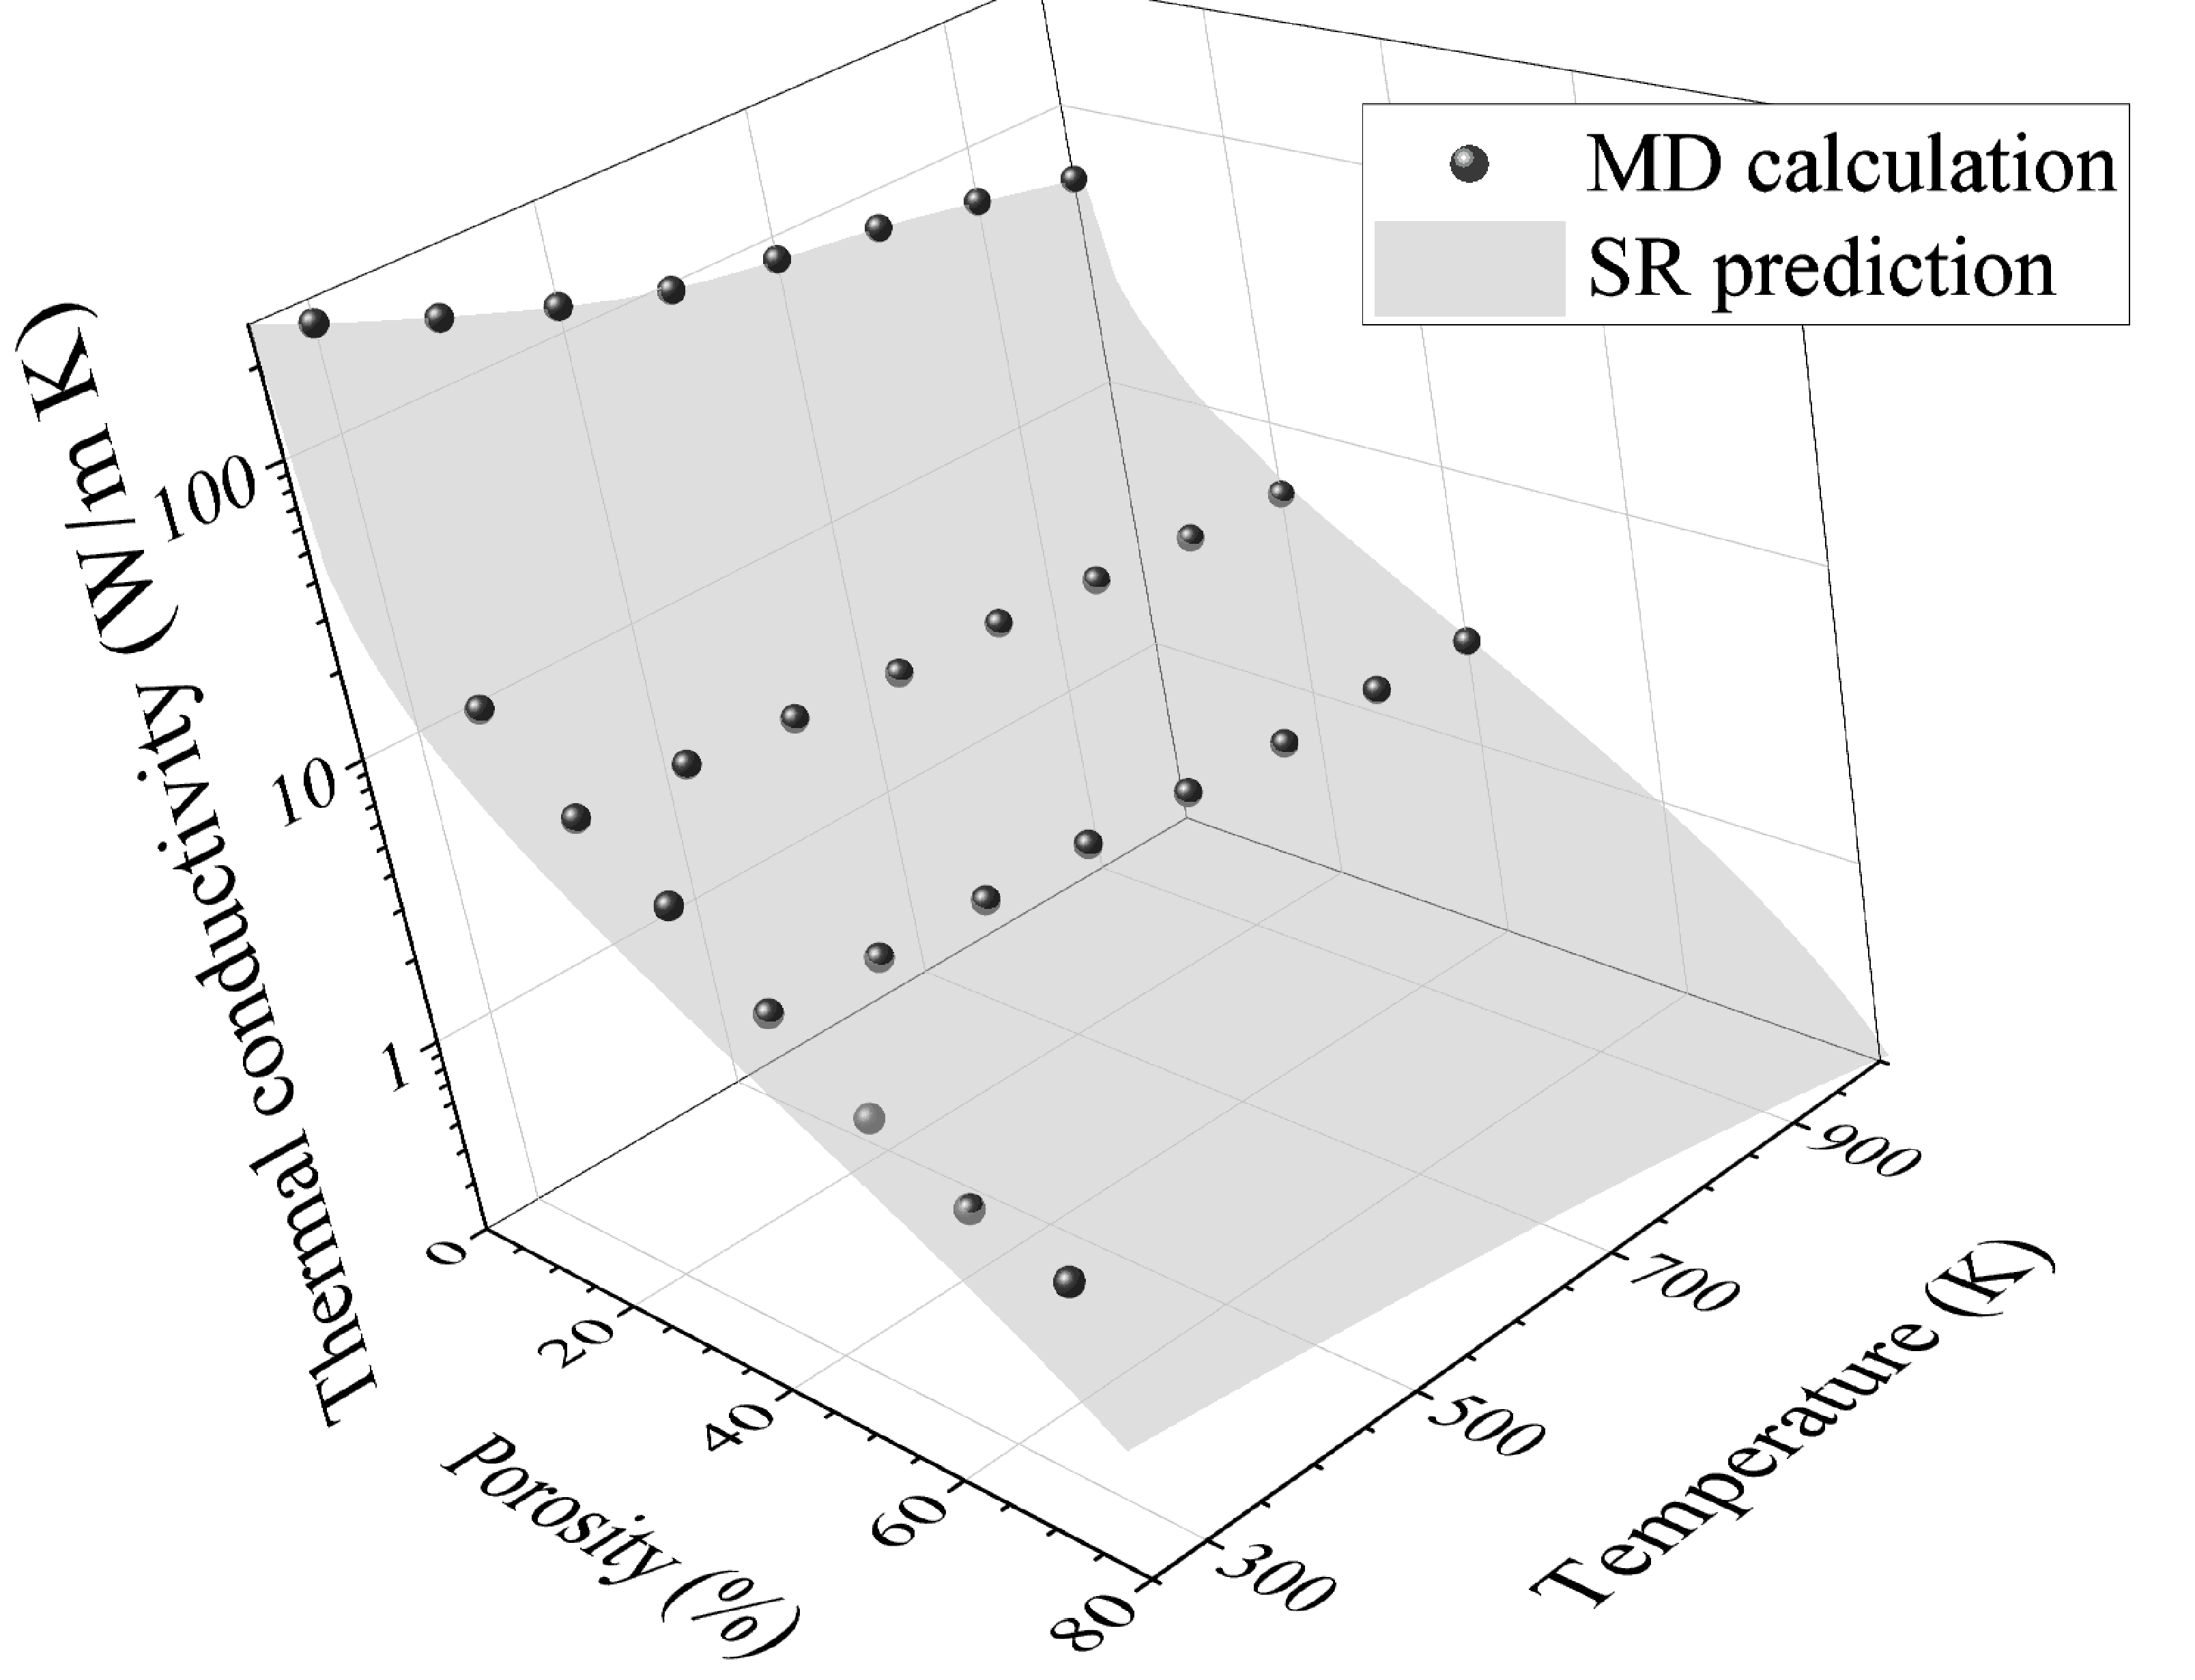 MD calculation
SR prediction
Thermal conductivity (W/m K)
100
10
1
0
20
40
60
80
Porosity (%)
300
500
700
900
Temperature (K)